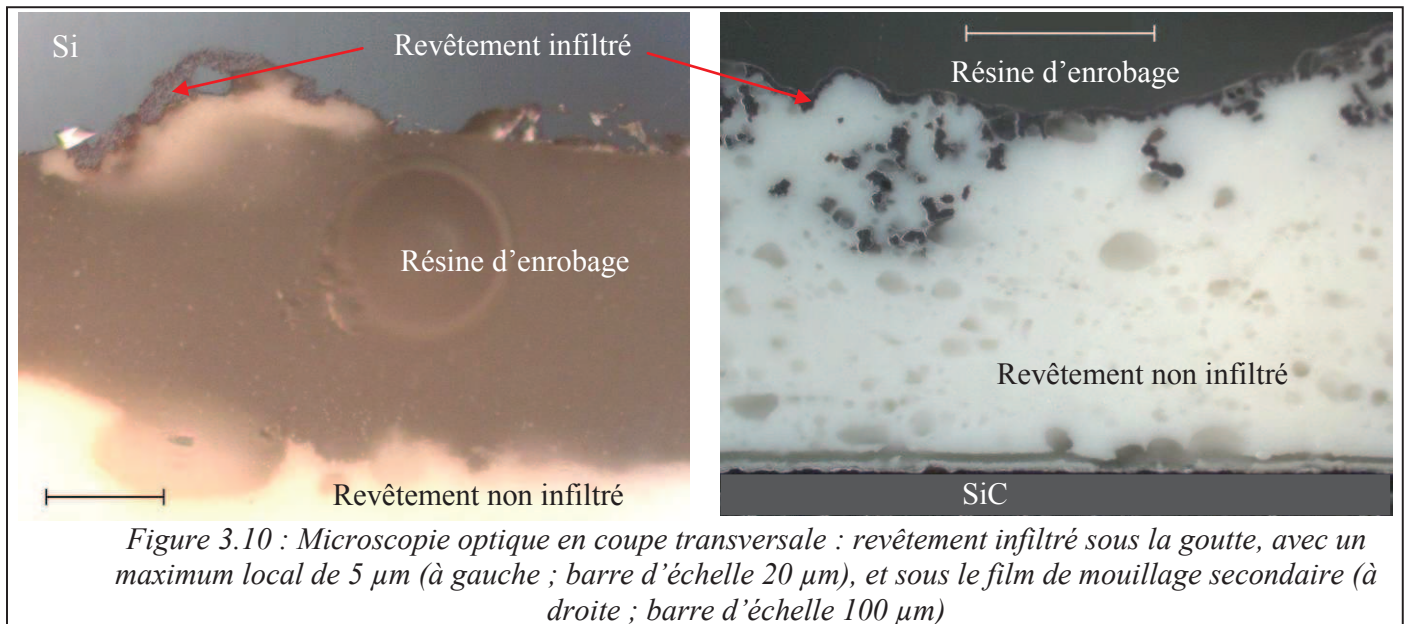 Si
Revêtement infiltré
Résine d'enrobage
Résine d'enrobage
Revêtement non infiltré
Revêtement non infiltré
SiC
Figure 3.10 : Microscopie optique en coupe transversale : revêtement infiltré sous la goutte, avec un
maximum local de 5 µm (à gauche ; barre d'échelle 20 µm), et sous le film de mouillage secondaire (à
droite ; barre d'échelle 100 µm)